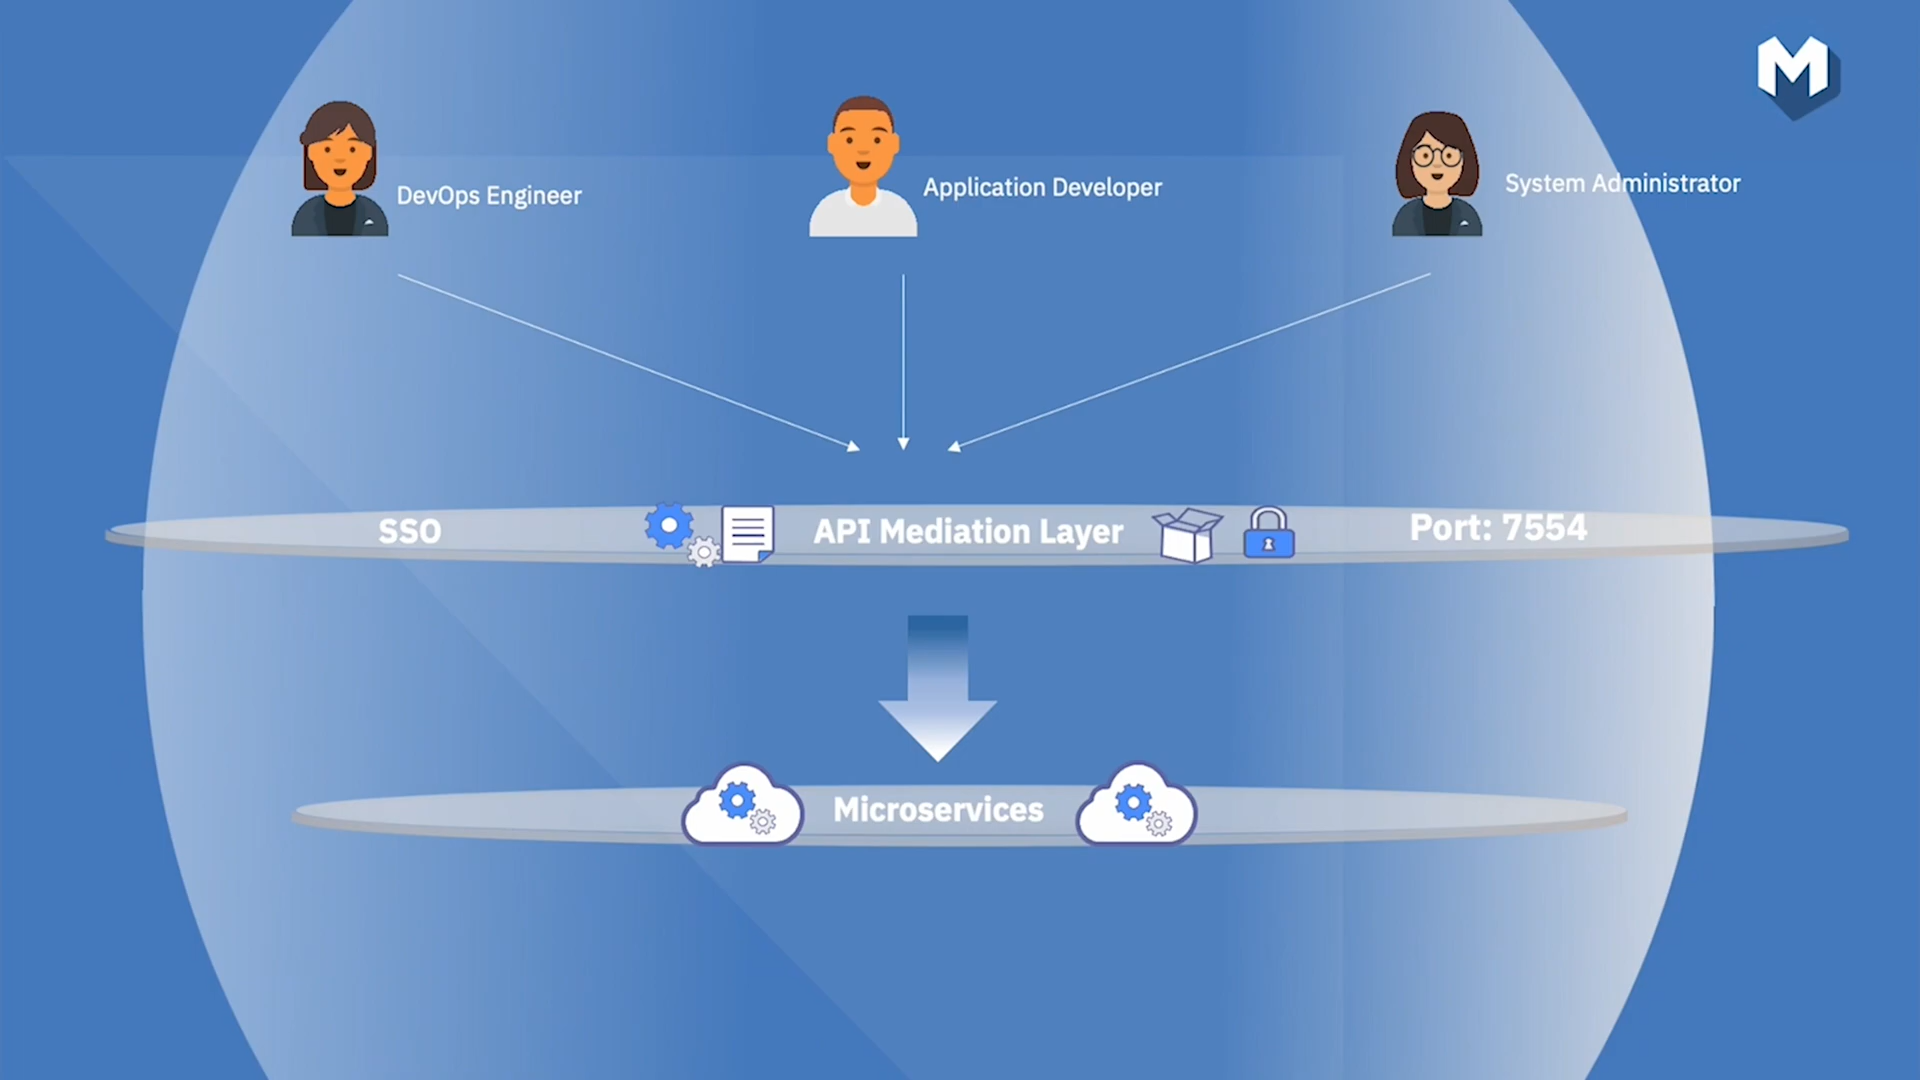 M
DevOps Engineer
Application Developer
System Administrator
SSO
API Mediation Layer
Port: 7554
Microservices